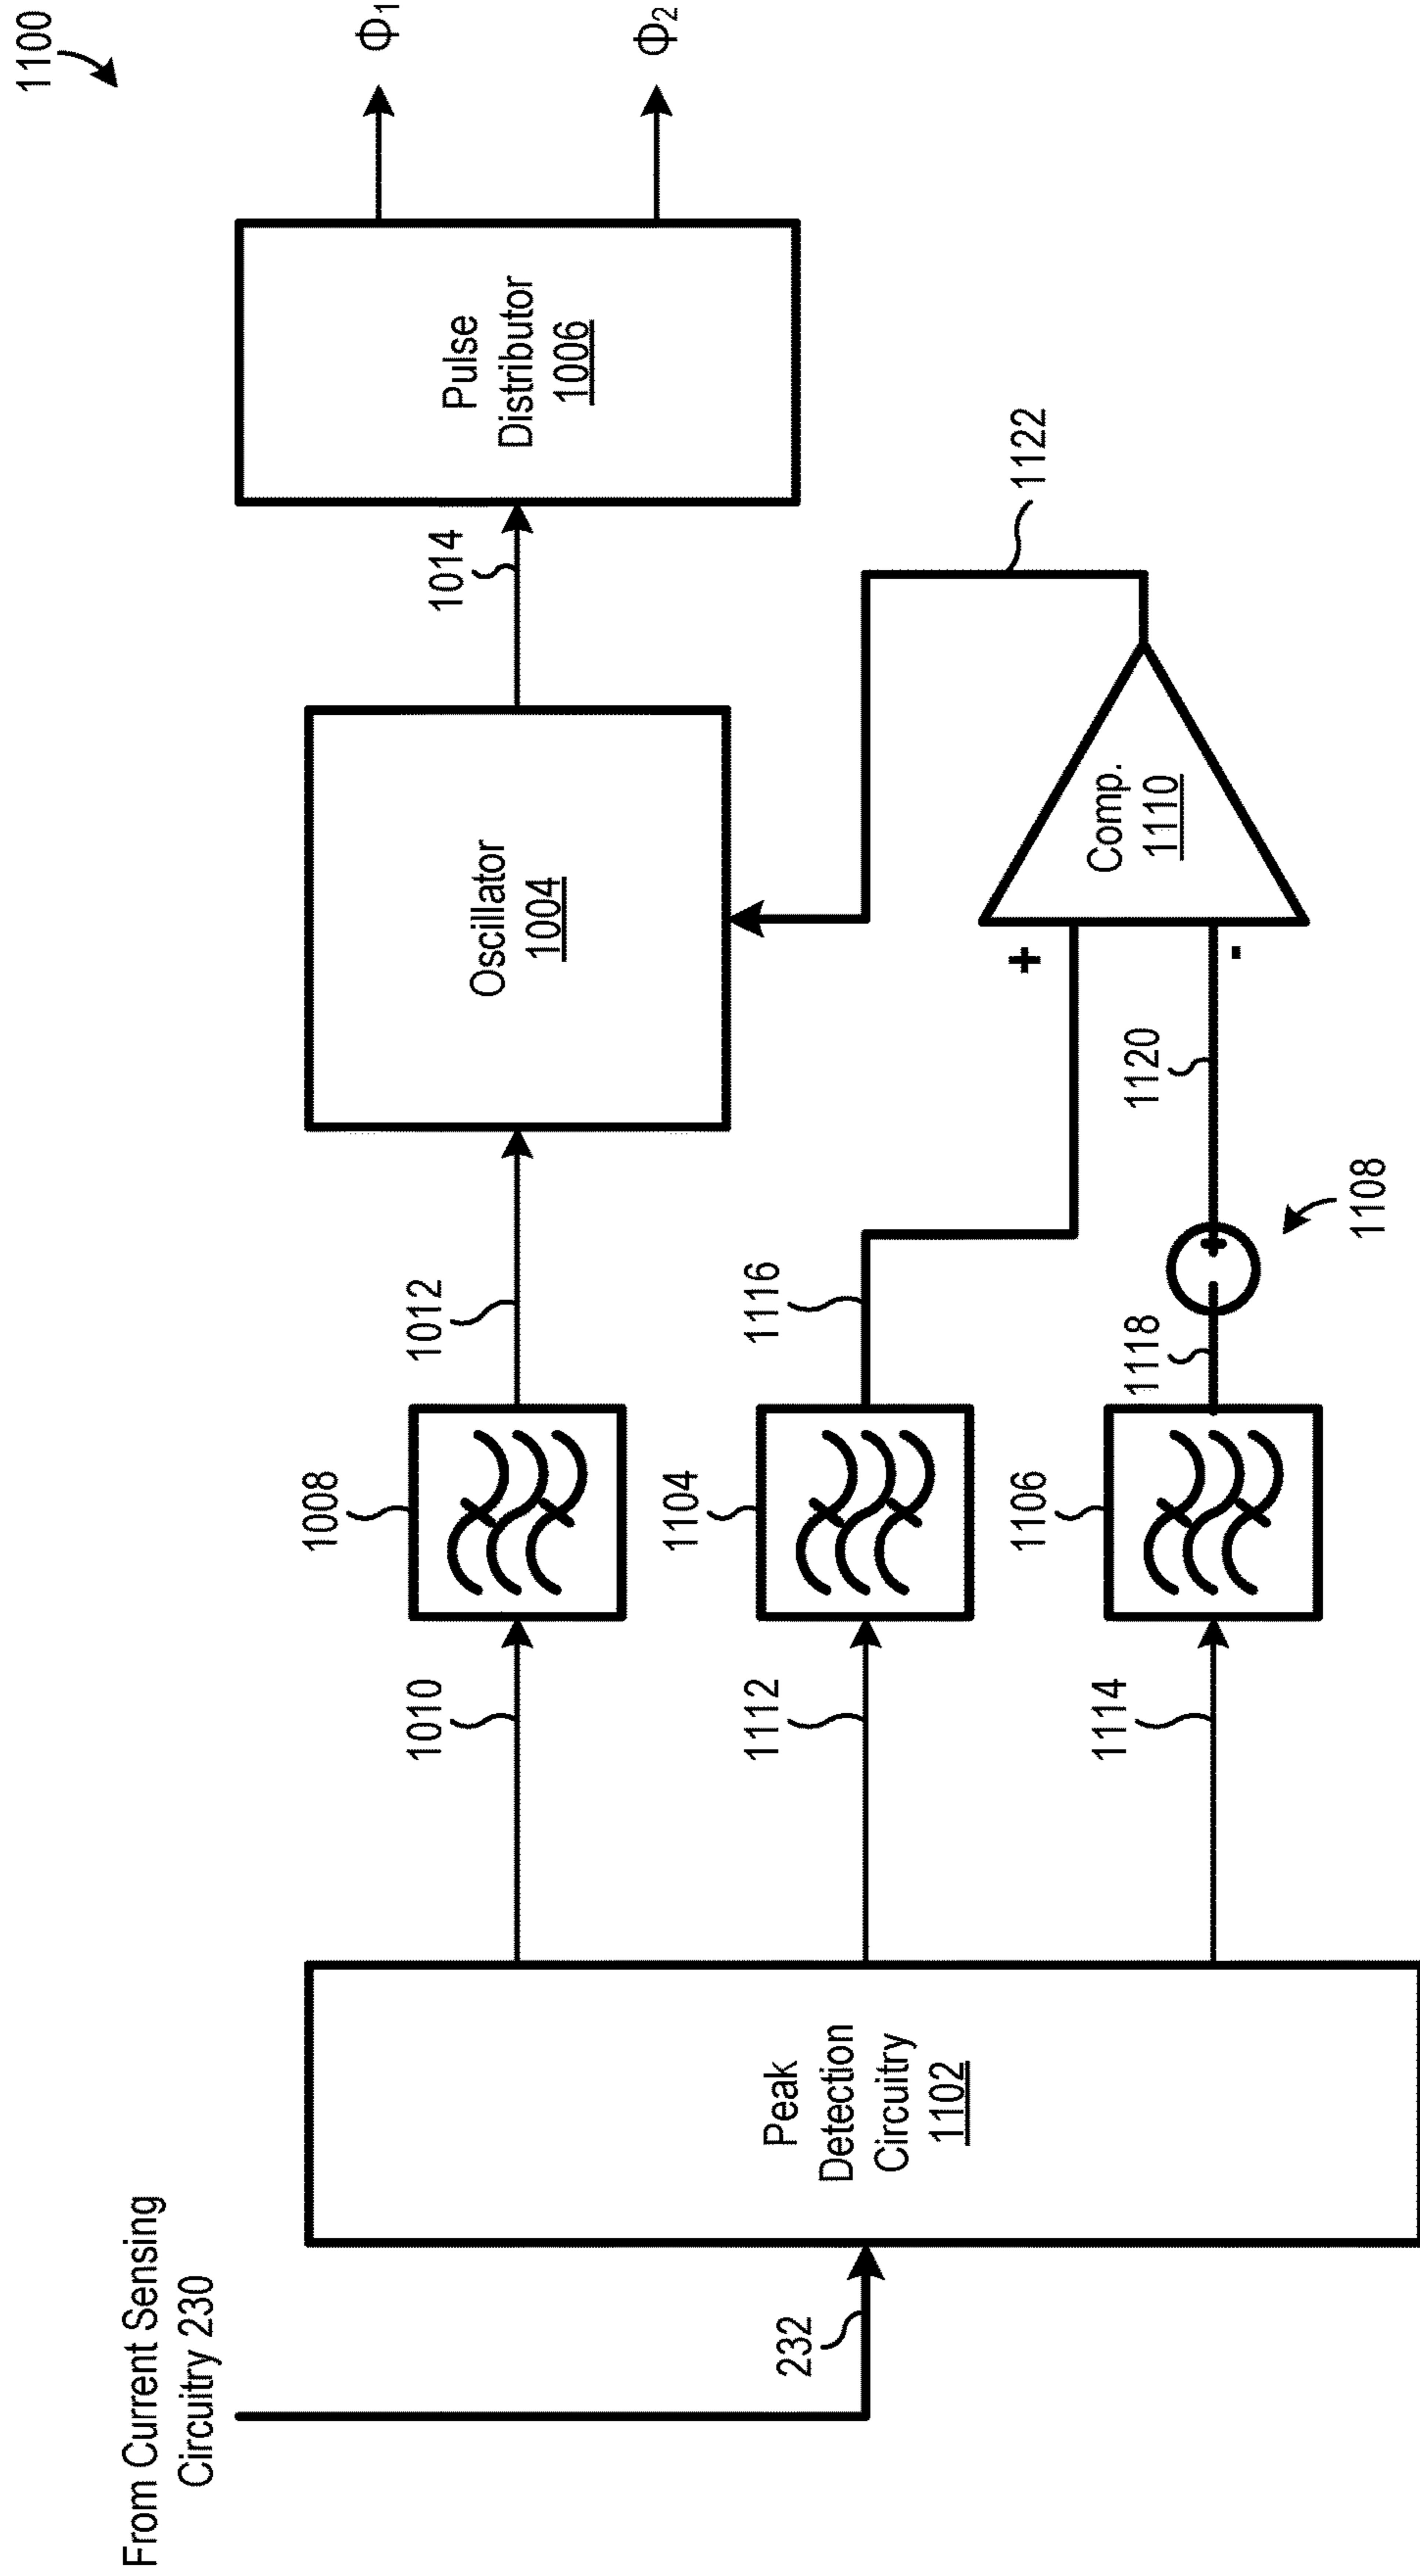 1100
From Current Sensing
Circuitry 230
232
Peak
Detection
Circuitry
1102
1010
1008
1012
Oscillator
1004
1014
Pulse
Distributor
1006
Φ1
Φ2
1112
1104
1116
1114
1106
1118
1108
1120
+
-
+
-
Comp.
1110
1122